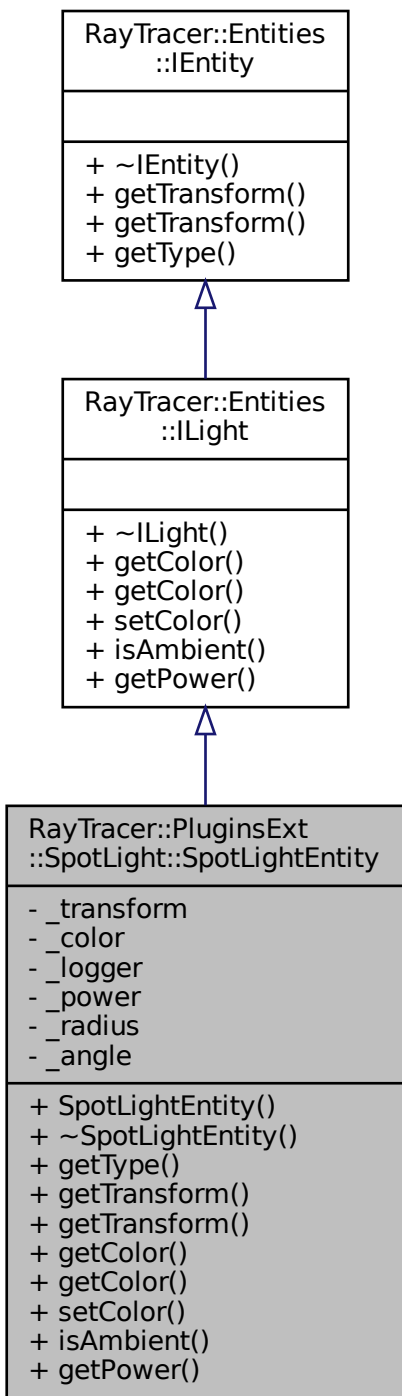 RayTracer::Entities
::IEntity
+ ~IEntity()
+ getTransform()
+ getTransform()
+ getType()
RayTracer::Entities
::ILight
+ ~ILight()
+ getColor()
+ getColor()
+ setColor()
+ isAmbient()
+ getPower()
RayTracer::PluginsExt
::SpotLight::SpotLightEntity
- _transform
- _color
- _logger
- _power
- _radius
- _angle
+ SpotLightEntity()
+ ~SpotLightEntity()
+ getType()
+ getTransform()
+ getTransform()
+ getColor()
+ getColor()
+ setColor()
+ isAmbient()
+ getPower()